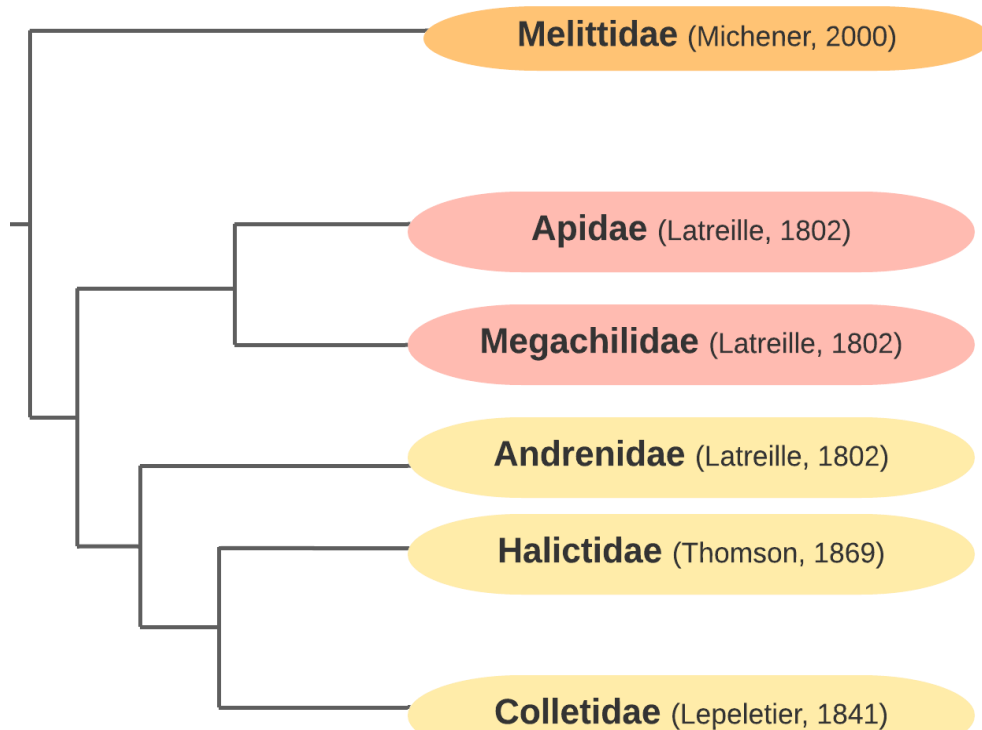 Melittidae (Michener, 2000)
Apidae (Latreille, 1802)
Megachilidae (Latreille, 1802)
Andrenidae (Latreille, 1802)
Halictidae (Thomson, 1869)
Colletidae (Lepeletier, 1841)